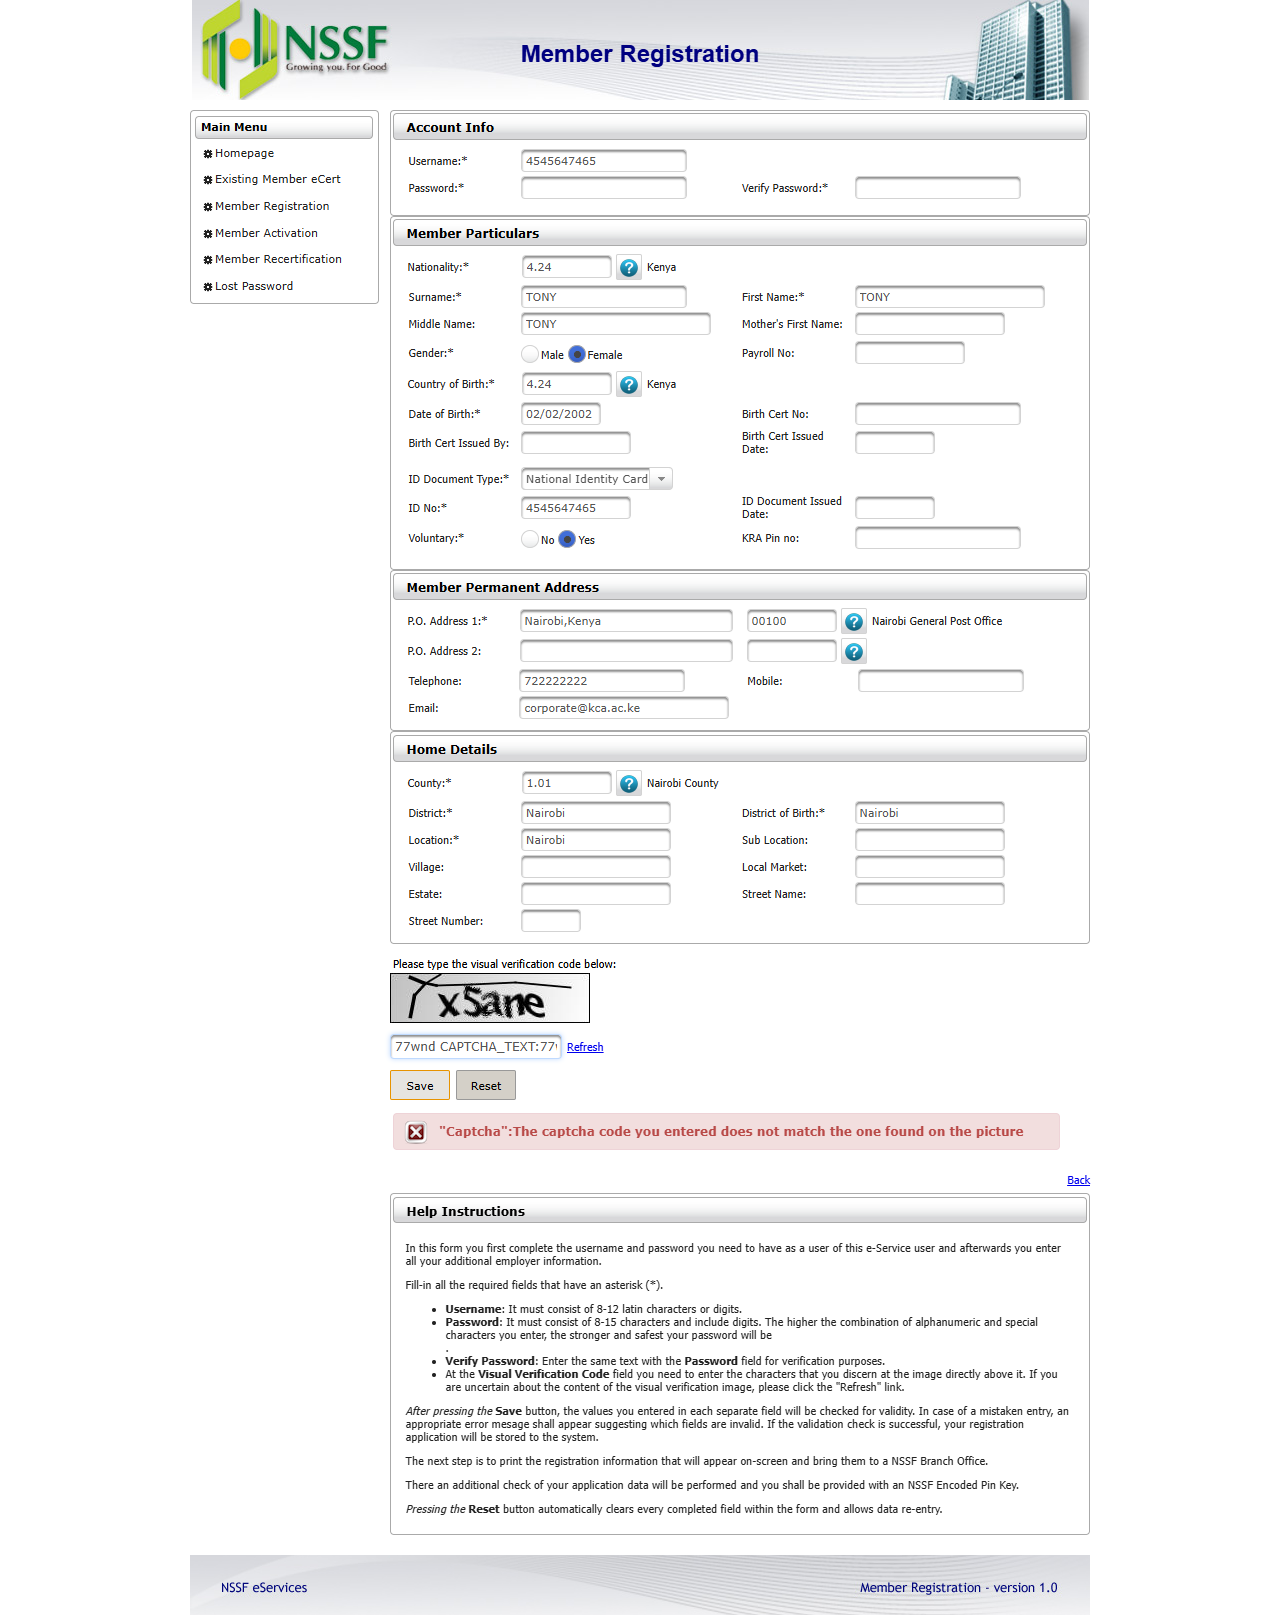 NSSF
Growing you. For Good
Member Registration
Main Menu
Homepage
Existing Member eCert
Member Registration
Member Activation
Member Recertification
Lost Password
Account Info
Username:* 4545647465
Password:* Verify Password:*
Member Particulars
Nationality:* 4.24 ? Kenya
Surname:* TONY First Name:* TONY
Middle Name: TONY Mother's First Name:
Gender:* Male Female Payroll No:
Country of Birth:* 4.24 ? Kenya
Date of Birth:* 02/02/2002 Birth Cert No:
Birth Cert Issued By: Birth Cert Issued
Date:
ID Document Type:* National Identity Card
ID No:* 4545647465 ID Document Issued
Date:
Voluntary:* No Yes KRA Pin no:
Member Permanent Address
P.O. Address 1:* Nairobi,Kenya 00100 ? Nairobi General Post Office
P.O. Address 2: ?
Telephone: 722222222 Mobile:
Email: corporate@kca.ac.ke
Home Details
County:* 1.01 ? Nairobi County
District:* Nairobi District of Birth:* Nairobi
Location:* Nairobi Sub Location:
Village: Local Market:
Estate: Street Name:
Street Number:
Please type the visual verification code below:
YxSane
77wnd CAPTCHA_TEXT:77 Refresh
Save Reset
"Captcha":The captcha code you entered does not match the one found on the picture
Back
Help Instructions
In this form you first complete the username and password you need to have as a user of this e-Service user and afterwards you enter
all your additional employer information.
Fill-in all the required fields that have an asterisk (*).
• Username: It must consist of 8-12 latin characters or digits.
• Password: It must consist of 8-15 characters and include digits. The higher the combination of alphanumeric and special
characters you enter, the stronger and safest your password will be
.
• Verify Password: Enter the same text with the Password field for verification purposes.
• At the Visual Verification Code field you need to enter the characters that you discern at the image directly above it. If you
are uncertain about the content of the visual verification image, please click the "Refresh" link.
After pressing the Save button, the values you entered in each separate field will be checked for validity. In case of a mistaken entry, an
appropriate error mesage shall appear suggesting which fields are invalid. If the validation check is successful, your registration
application will be stored to the system.
The next step is to print the registration information that will appear on-screen and bring them to a NSSF Branch Office.
There an additional check of your application data will be performed and you shall be provided with an NSSF Encoded Pin Key.
Pressing the Reset button automatically clears every completed field within the form and allows data re-entry.
NSSF eServices Member Registration - version 1.0